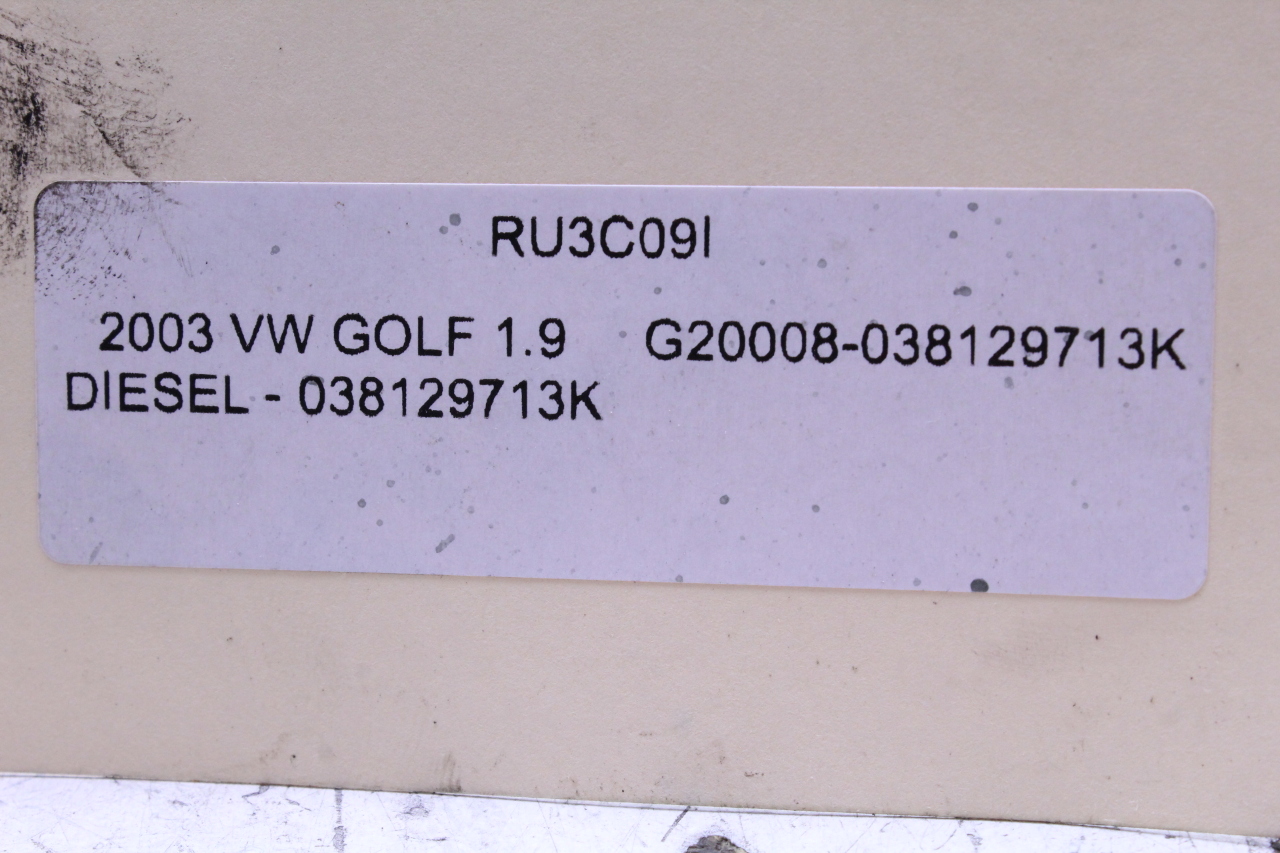 RU3C09I
2003 VW GOLF 1.9 G20008-038129713K
DIESEL - 038129713K